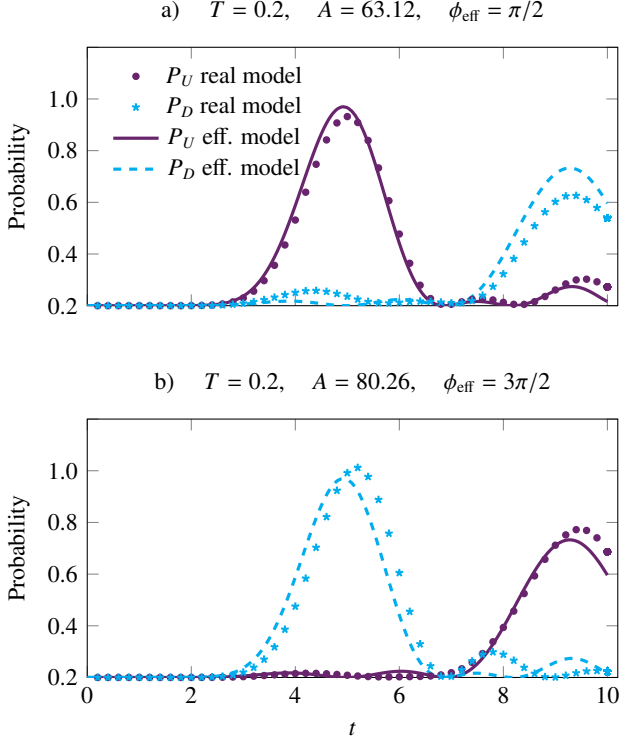 a) T = 0.2, A = 63.12, ϕeff = π/2
1.0
0.8
0.6
0.4
0.2
Probability
P_U real model
P_D real model
P_U eff. model
P_D eff. model
b) T = 0.2, A = 80.26, ϕeff = 3π/2
1.0
0.8
0.6
0.4
0.2
Probability
0 2 4 6 8 10
t